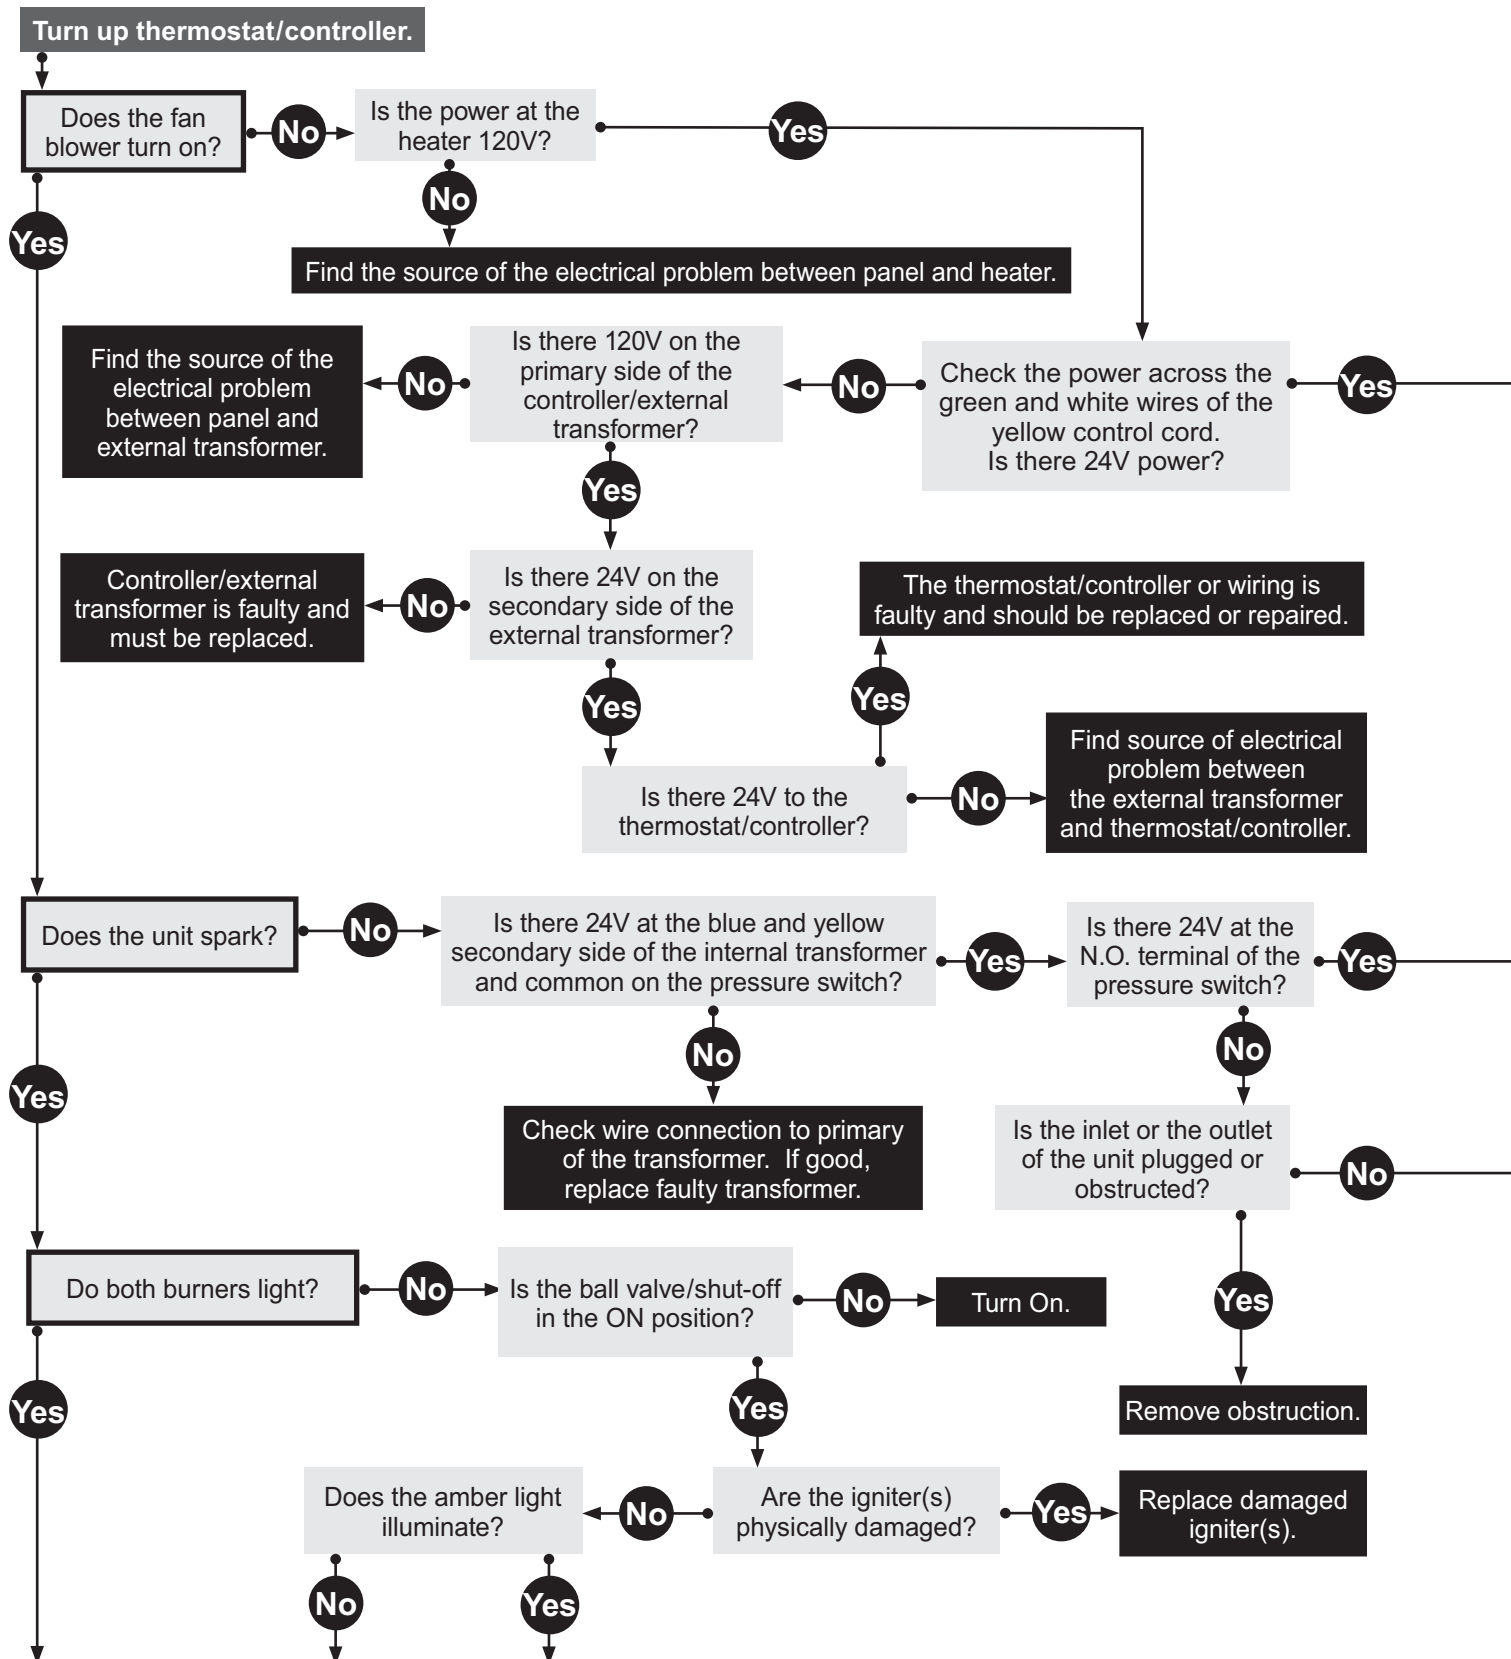 Turn up thermostat/controller.
Does the fan
blower turn on?
No
Is the power at the
heater 120V?
Yes
No
Yes
Find the source of the electrical problem between panel and heater.
Find the source of the
electrical problem
between panel and
external transformer.
No
Is there 120V on the
primary side of the
controller/external
transformer?
No
Check the power across the
green and white wires of the
yellow control cord.
Is there 24V power?
Yes
Yes
Controller/external
transformer is faulty and
must be replaced.
No
Is there 24V on the
secondary side of the
external transformer?
The thermostat/controller or wiring is
faulty and should be replaced or repaired.
Yes
Yes
Is there 24V to the
thermostat/controller?
No
Find source of electrical
problem between
the external transformer
and thermostat/controller.
Does the unit spark?
No
Is there 24V at the blue and yellow
secondary side of the internal transformer
and common on the pressure switch?
Yes
Is there 24V at the
N.O. terminal of the
pressure switch?
Yes
No
No
Yes
Check wire connection to primary
of the transformer.  If good,
replace faulty transformer.
Is the inlet or the outlet
of the unit plugged or
obstructed?
No
Do both burners light?
No
Is the ball valve/shut-off
in the ON position?
No
Turn On.
Yes
Yes
Yes
Remove obstruction.
Does the amber light
illuminate?
No
Are the igniter(s)
physically damaged?
Yes
Replace damaged
igniter(s).
No
Yes